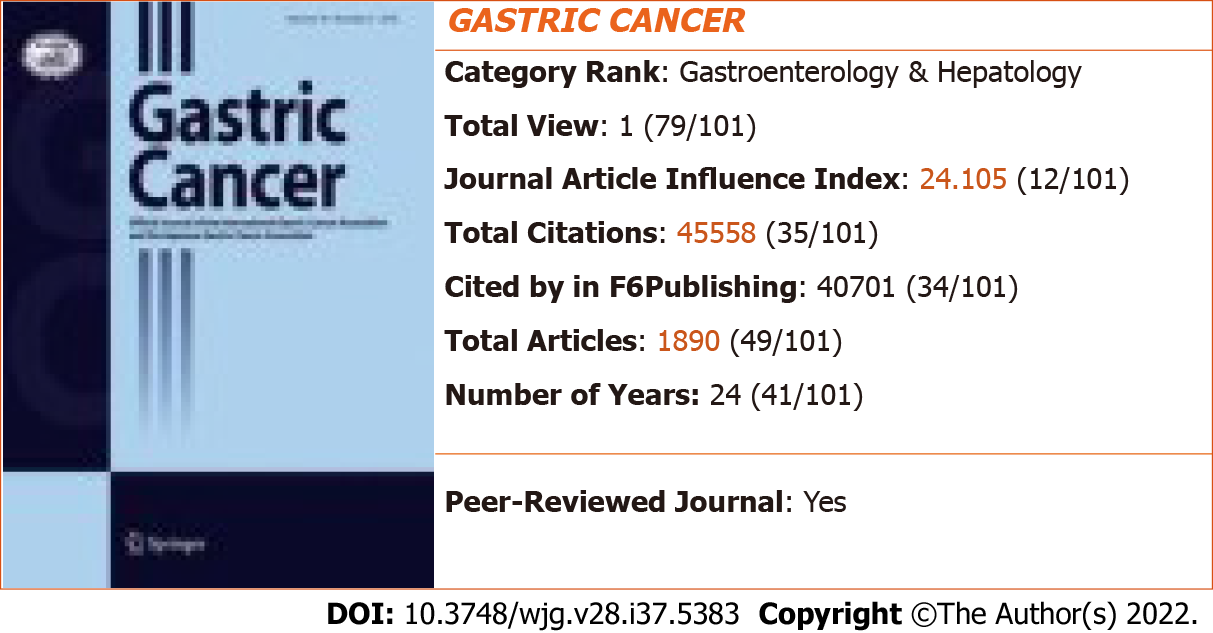 Gastric
Cancer
Springer
GASTRIC CANCER
Category Rank: Gastroenterology & Hepatology
Total View: 1 (79/101)
Journal Article Influence Index: 24.105 (12/101)
Total Citations: 45558 (35/101)
Cited by in F6Publishing: 40701 (34/101)
Total Articles: 1890 (49/101)
Number of Years: 24 (41/101)
Peer-Reviewed Journal: Yes
DOI: 10.3748/wjg.v28.i37.5383 Copyright ©The Author(s) 2022.